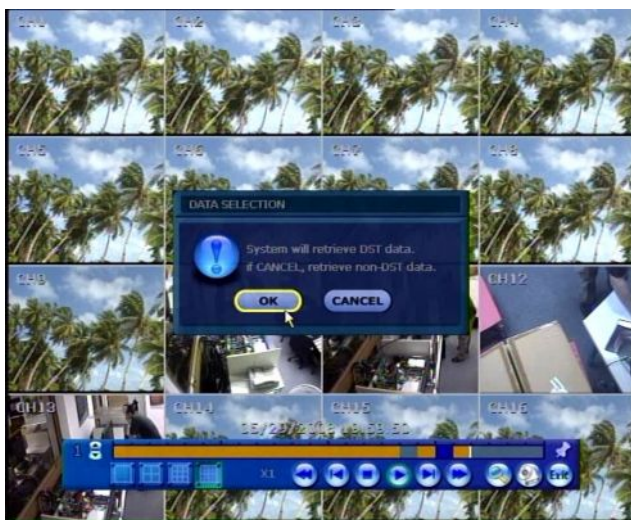 CH1
CH2
CH3
CH4
CH5
CH6
CH7
CH8
DATA SELECTION
System will retrieve DST data.
if CANCEL, retrieve non-DST data.
OK
CANCEL
CH9
CH12
CH13
CH14
CH15
CH16
1
X1
Exit